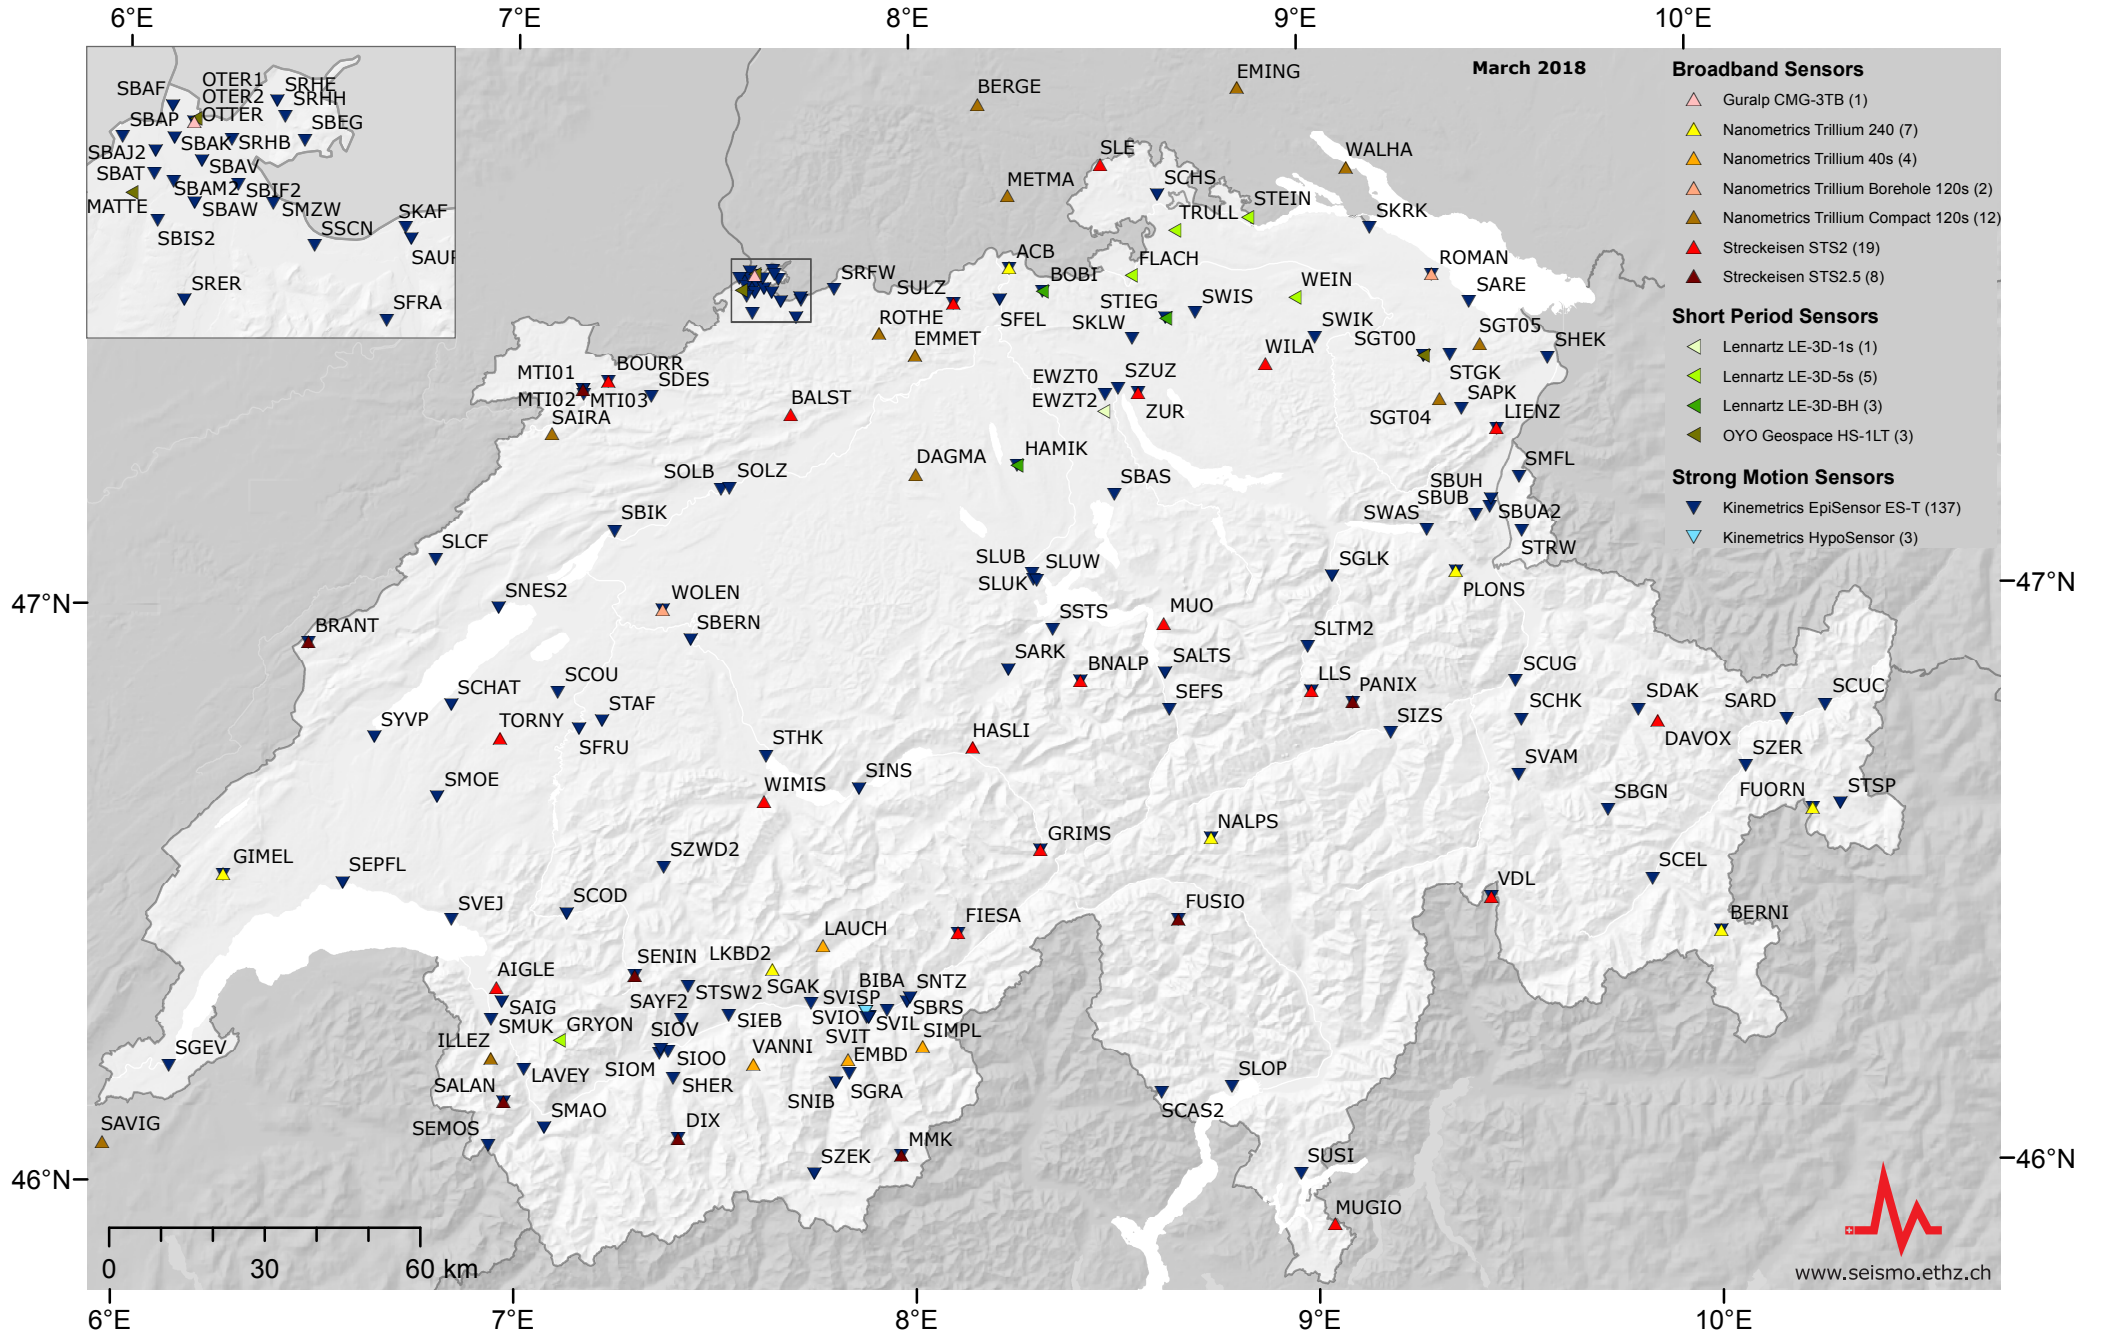 6°E 7°E 8°E 9°E 10°E
March 2018
Broadband Sensors
Guralp CMG-3TB (1)
Nanometrics Trillium 240 (7)
Nanometrics Trillium 40s (4)
Nanometrics Trillium Borehole 120s (2)
Nanometrics Trillium Compact 120s (12)
Streckeisen STS2 (19)
Streckeisen STS2.5 (8)
Short Period Sensors
Lennartz LE-3D-1s (1)
Lennartz LE-3D-5s (5)
Lennartz LE-3D-BH (3)
OYO Geospace HS-1LT (3)
Strong Motion Sensors
Kinemetrics EpiSensor ES-T (137)
Kinemetrics HypoSensor (3)
SBAF
OTER1
OTER2
OTTER
SRHE
SRHH
SBEG
SBAP
SBAK
SRHB
SBAJ2
SBAV
SBAT
SBAM2
SBIF2
MATTE
SBAW
SMZW
SBIS2
SSCN
SKAF
SAUF
SRER
SFRA
BERGE
EMING
SLE
WALHA
METMA
SCHS
STEIN
TRULL
SKRK
ACB
FLACH
ROMAN
SRFW
BOBI
SULZ
WEIN
SARE
STIEG
SWIS
SFEL
SKLW
ROTHE
SWIK
SGT00
SGT05
SHEK
EMMET
WILA
STGK
BOURR
MTI01
SDES
MTI02
MTI03
EWZT0
SZUZ
EWZT2
ZUR
SAPK
SGT04
LIENZ
BALST
SAIRA
HAMIK
DAGMA
SOLB
SOLZ
SBAS
SMFL
SBUH
SBUB
SBUA2
SWAS
SBIK
STRW
SLCF
SLUB
SLUW
SLUK
SGLK
PLONS
SNES2
WOLEN
SBERN
SSTS
MUO
BRANT
SLTM2
SARK
BNALP
SALTS
SCUG
SCOU
LLS
PANIX
SCHAT
STAF
SEFS
SCHK
SDAK
SARD
SCUC
SYVP
TORNY
SFRU
SIZS
DAVOX
HASLI
STHK
SZER
SVAM
SMOE
WIMIS
SINS
SBGN
FUORN
STSP
GRIMS
NALPS
GIMEL
SEPFL
SZWD2
SCEL
VDL
SVEJ
SCOD
FUSIO
BERNI
LAUCH
FIESA
AIGLE
SENIN
LKBD2
SAIG
SAYF2
STSW2
SGAK
SVISP
BIBA
SNTZ
SBRS
SMUK
GRYON
SIOV
SIEB
SVIO
SVIL
SVIT
SIMPL
ILLEZ
SGEV
SIOM
SIOO
VANNI
EMBD
SALAN
LAVEY
SHER
SNIB
SGRA
SLOP
SCAS2
SAVIG
SMAO
SEMOS
DIX
MMK
SZEK
SUSI
MUGIO
47°N 47°N
46°N 46°N
0 30 60 km
www.seismo.ethz.ch
6°E 7°E 8°E 9°E 10°E